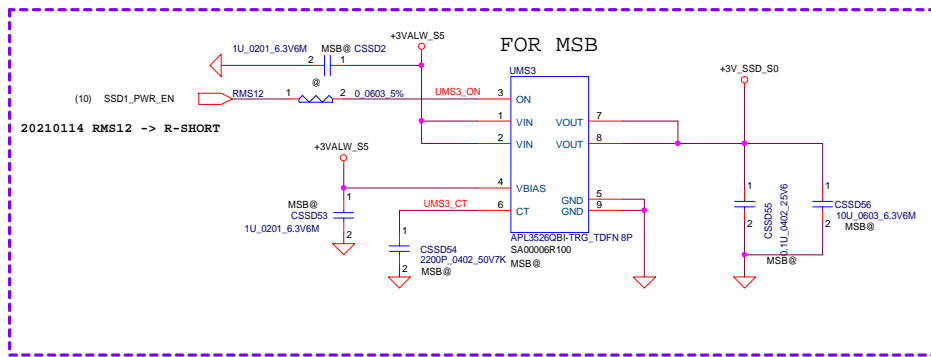 +3VALW_S5
FOR MSB
1U_0201_6.3V6M
MSB@ CSSD2
2
1
UMS3
+3V_SSD_S0
@
(10) SSD1_PWR_EN
RMS12
1
2
0_0603_5%
UMS3_ON
3
ON
20210114 RMS12 -> R-SHORT
1
VIN
VOUT
7
2
VIN
VOUT
8
+3VALW_S5
4
VBIAS
1
MSB@
CSSD53
1U_0201_6.3V6M
2
UMS3_CT
6
CT
GND
5
GND
9
1
CSSD54
2200P_0402_50V7K
2
MSB@
APL3526QBI-TRG_TDFN 8P
SA00006R100
MSB@
1
CSSD55
0.1U_0402_25V6
2
MSB@
1
CSSD56
10U_0603_6.3V6M
2
MSB@